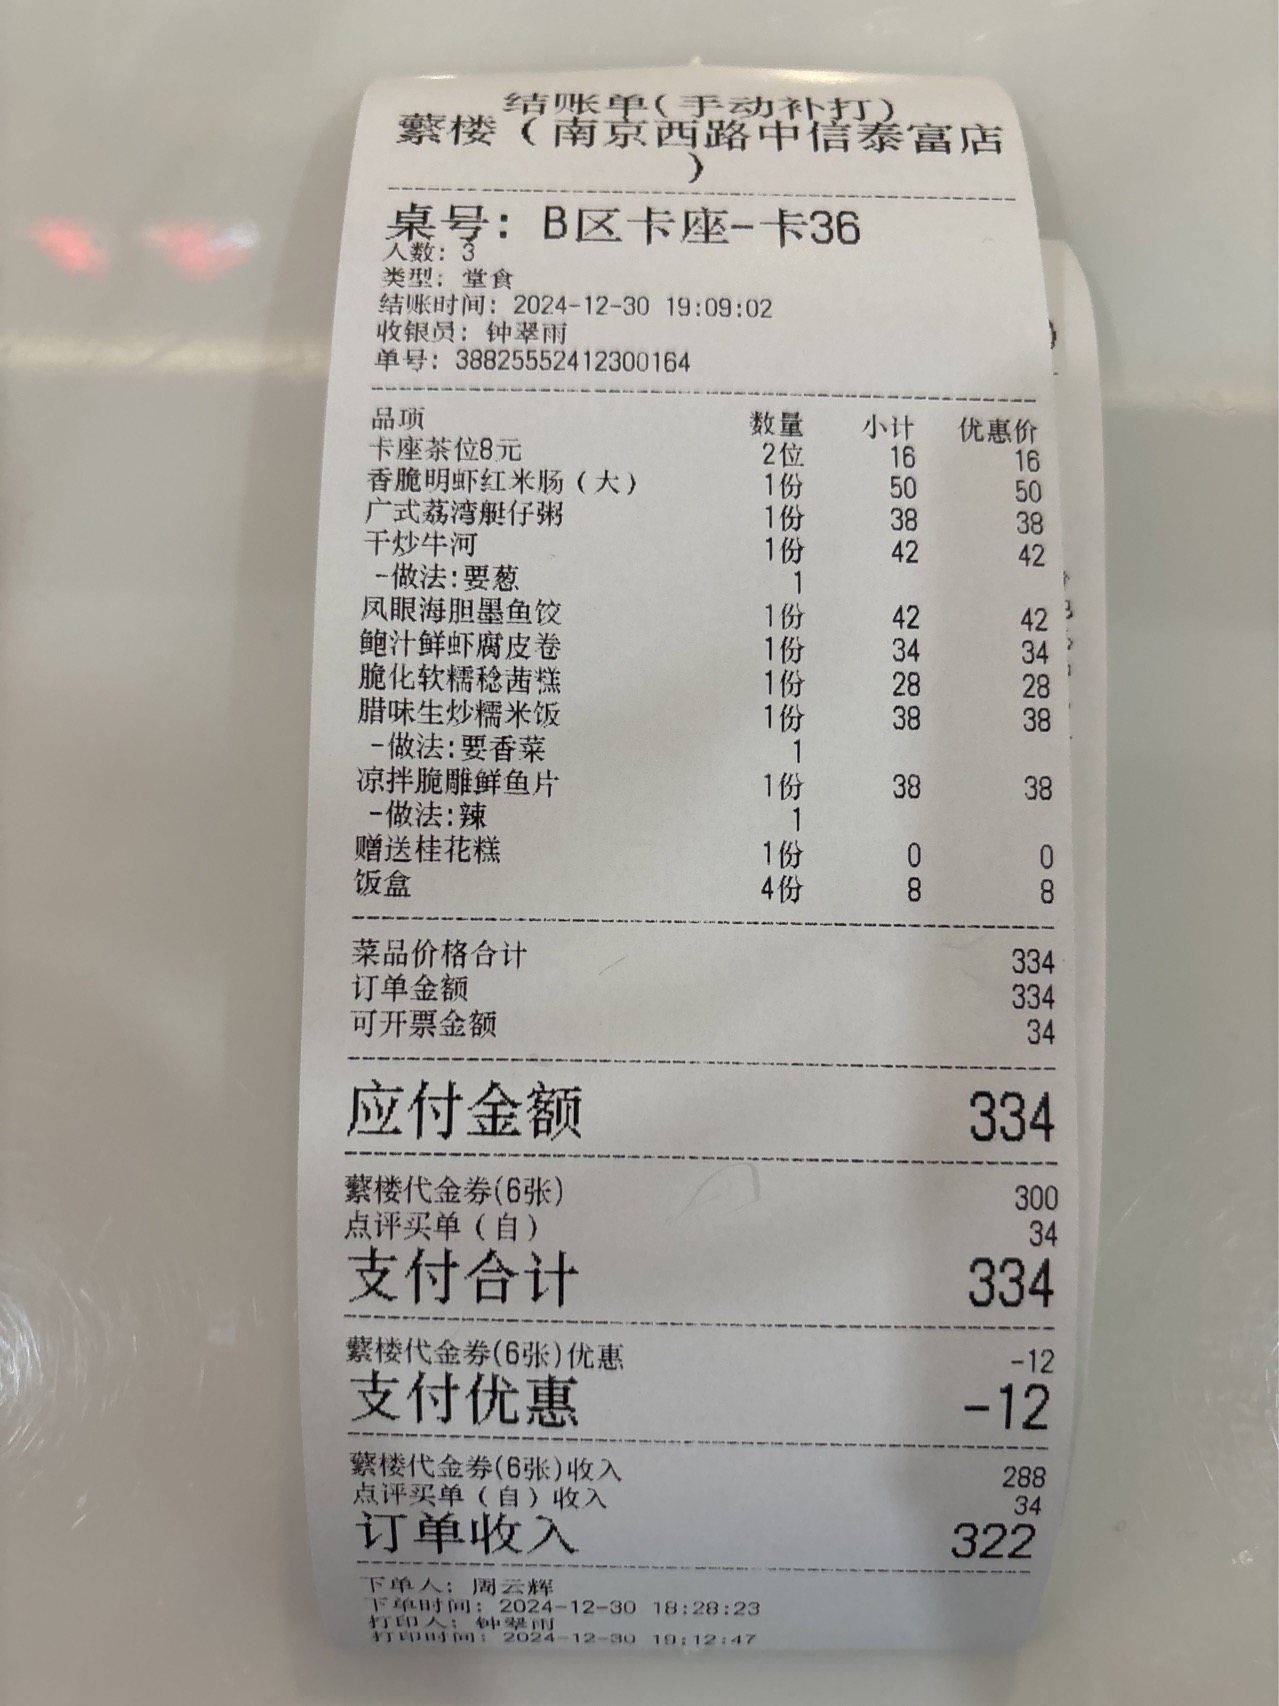 结账单(手动补打)
蘩楼（南京西路中信泰富店
）
桌号: B区卡座-卡36
人数: 3
类型: 堂食
结账时间: 2024-12-30 19:09:02
收银员: 钟翠雨
单号: 38825552412300164
品项 数量 小计 优惠价
卡座茶位8元 2位 16 16
香脆明虾红米肠（大） 1份 50 50
广式荔湾艇仔粥 1份 38 38
干炒牛河 1份 42 42
-做法:要葱 1
凤眼海胆墨鱼饺 1份 42 42
鲍汁鲜虾腐皮卷 1份 34 34
脆化软糯稔茜糕 1份 28 28
腊味生炒糯米饭 1份 38 38
-做法:要香菜 1
凉拌脆雕鲜鱼片 1份 38 38
-做法:辣 1
赠送桂花糕 1份 0 0
饭盒 4份 8 8
菜品价格合计 334
订单金额 334
可开票金额 34
应付金额 334
蘩楼代金券(6张) 300
点评买单（自） 34
支付合计 334
蘩楼代金券(6张)优惠 -12
支付优惠 -12
蘩楼代金券(6张)收入 288
点评买单（自）收入 34
订单收入 322
下单人: 周云辉
下单时间: 2024-12-30 18:28:23
打印人: 钟翠雨
打印时间: 2024-12-30 19:12:47